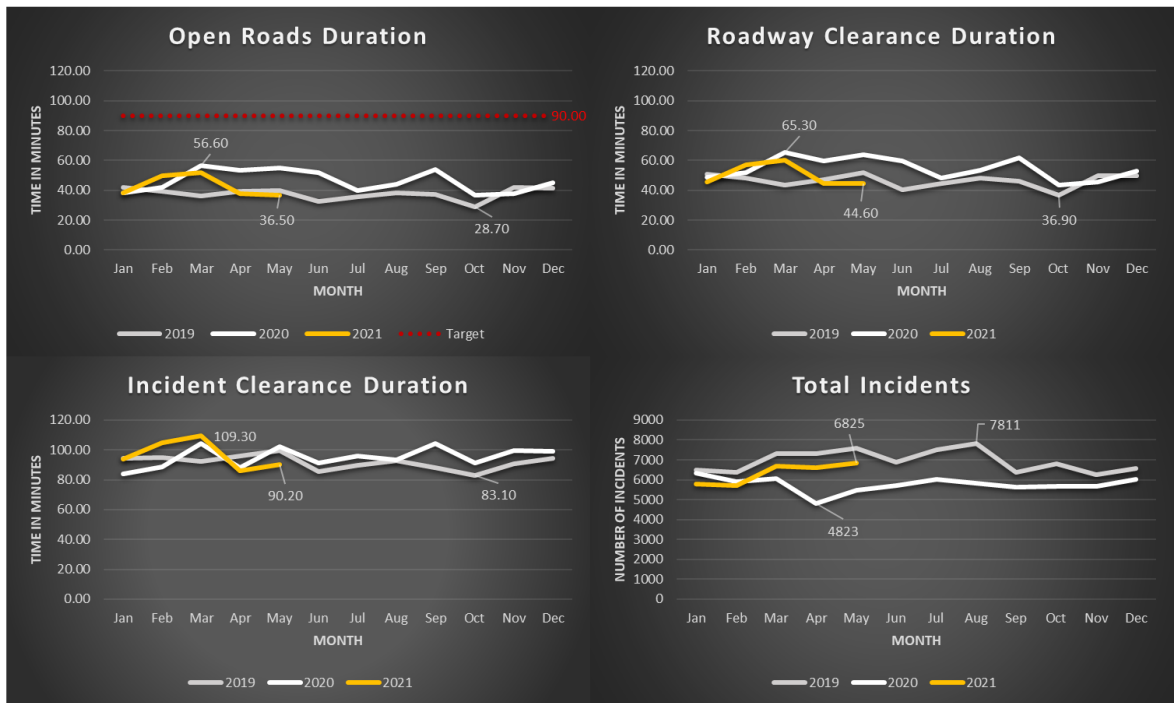 Open Roads Duration
TIME IN MINUTES
120.00
100.00
80.00
60.00
40.00
20.00
0.00
90.00
56.60
36.50
28.70
Jan Feb Mar Apr May Jun Jul Aug Sep Oct Nov Dec
MONTH
2019 2020 2021 Target
Roadway Clearance Duration
TIME IN MINUTES
120.00
100.00
80.00
60.00
40.00
20.00
0.00
65.30
44.60
36.90
Jan Feb Mar Apr May Jun Jul Aug Sep Oct Nov Dec
MONTH
2019 2020 2021
Incident Clearance Duration
TIME IN MINUTES
120.00
100.00
80.00
60.00
40.00
20.00
0.00
109.30
90.20
83.10
Jan Feb Mar Apr May Jun Jul Aug Sep Oct Nov Dec
MONTH
2019 2020 2021
Total Incidents
NUMBER OF INCIDENTS
9000
8000
7000
6000
5000
4000
3000
2000
1000
0
6825
7811
4823
Jan Feb Mar Apr May Jun Jul Aug Sep Oct Nov Dec
MONTH
2019 2020 2021